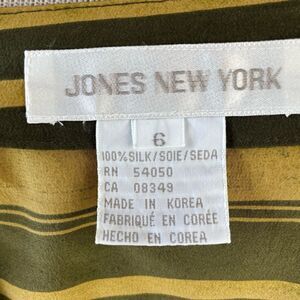 JONES NEW YORK
6
100%SILK/SOIE/SEDA
RN 54050
CA 08349
MADE IN KOREA
FABRIQUÉ EN CORÉE
HECHO EN COREA